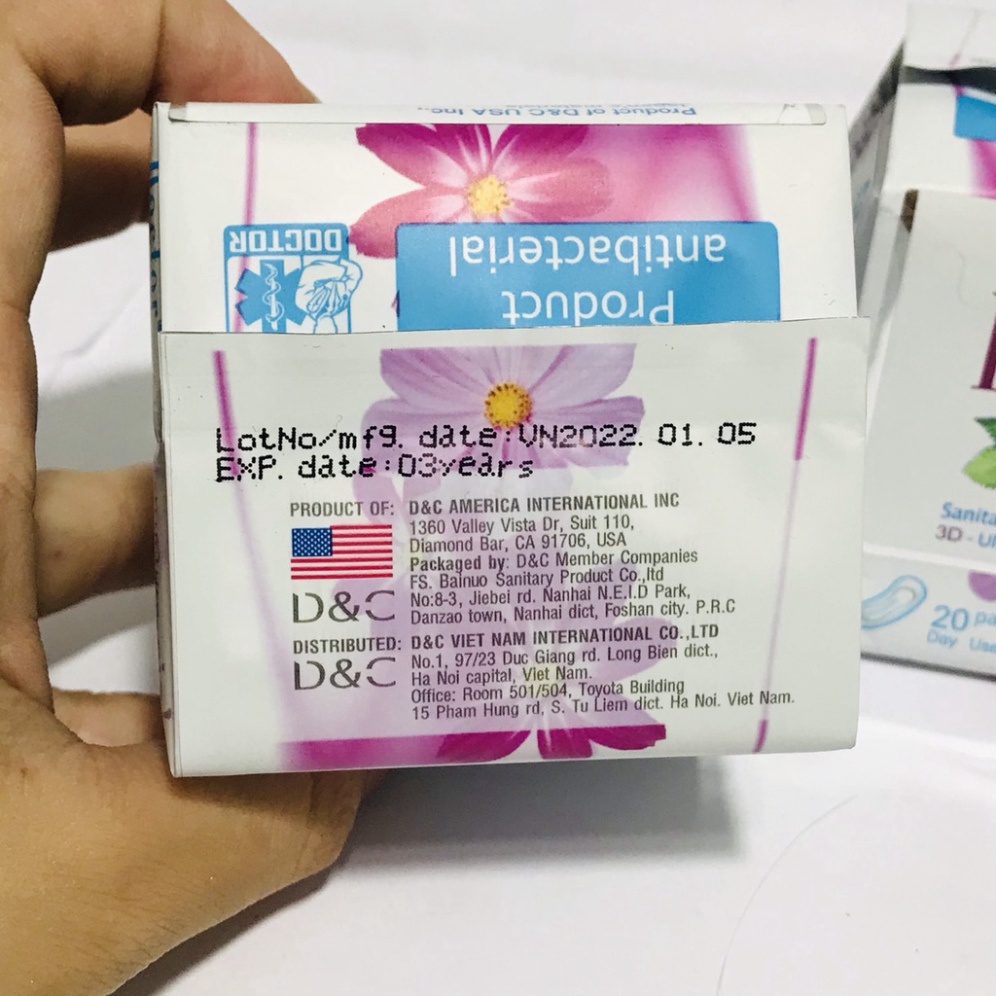 Product of D&C USA Inc.,
Product
antibacterial
DOCTOR
LotNo/mfg. date:VN2022. 01. 05
EXP. date:03years
PRODUCT OF: D&C AMERICA INTERNATIONAL INC
1360 Valley Vista Dr, Suit 110,
Diamond Bar, CA 91706, USA
Packaged by: D&C Member Companies
FS. Bainuo Sanitary Product Co.,ltd
No:8-3, Jiebei rd. Nanhai N.E.I.D Park,
Danzao town, Nanhai dict, Foshan city. P.R.C
D&C
DISTRIBUTED: D&C VIET NAM INTERNATIONAL CO.,LTD
No.1, 97/23 Duc Giang rd. Long Bien dict.,
Ha Noi capital, Viet Nam.
Office: Room 501/504, Toyota Building
15 Pham Hung rd, S. Tu Liem dict. Ha Noi. Viet Nam.
D&C
3D -
20
Day